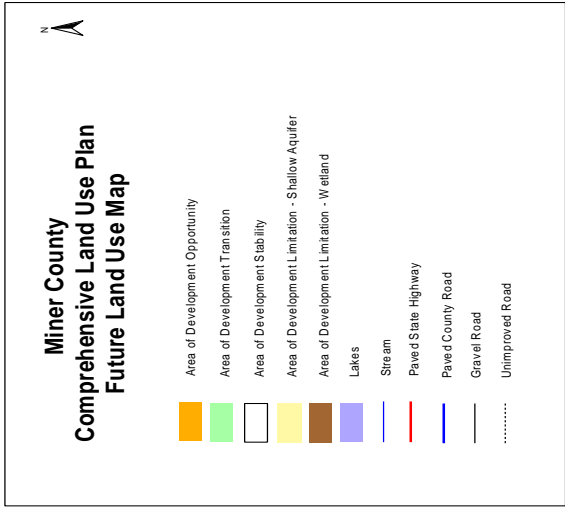 Miner County
Comprehensive Land Use Plan
Future Land Use Map
N
Area of Development Opportunity
Area of Development Transition
Area of Development Stability
Area of Development Limitation - Shallow Aquifer
Area of Development Limitation - Wetland
Lakes
Stream
Paved State Highway
Paved County Road
Gravel Road
Unimproved Road